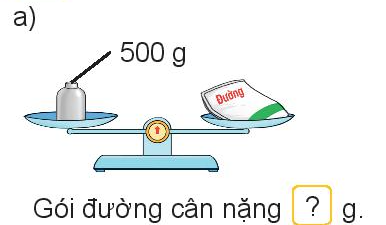 a)
500 g
Đường
Gói đường cân nặng ? g.